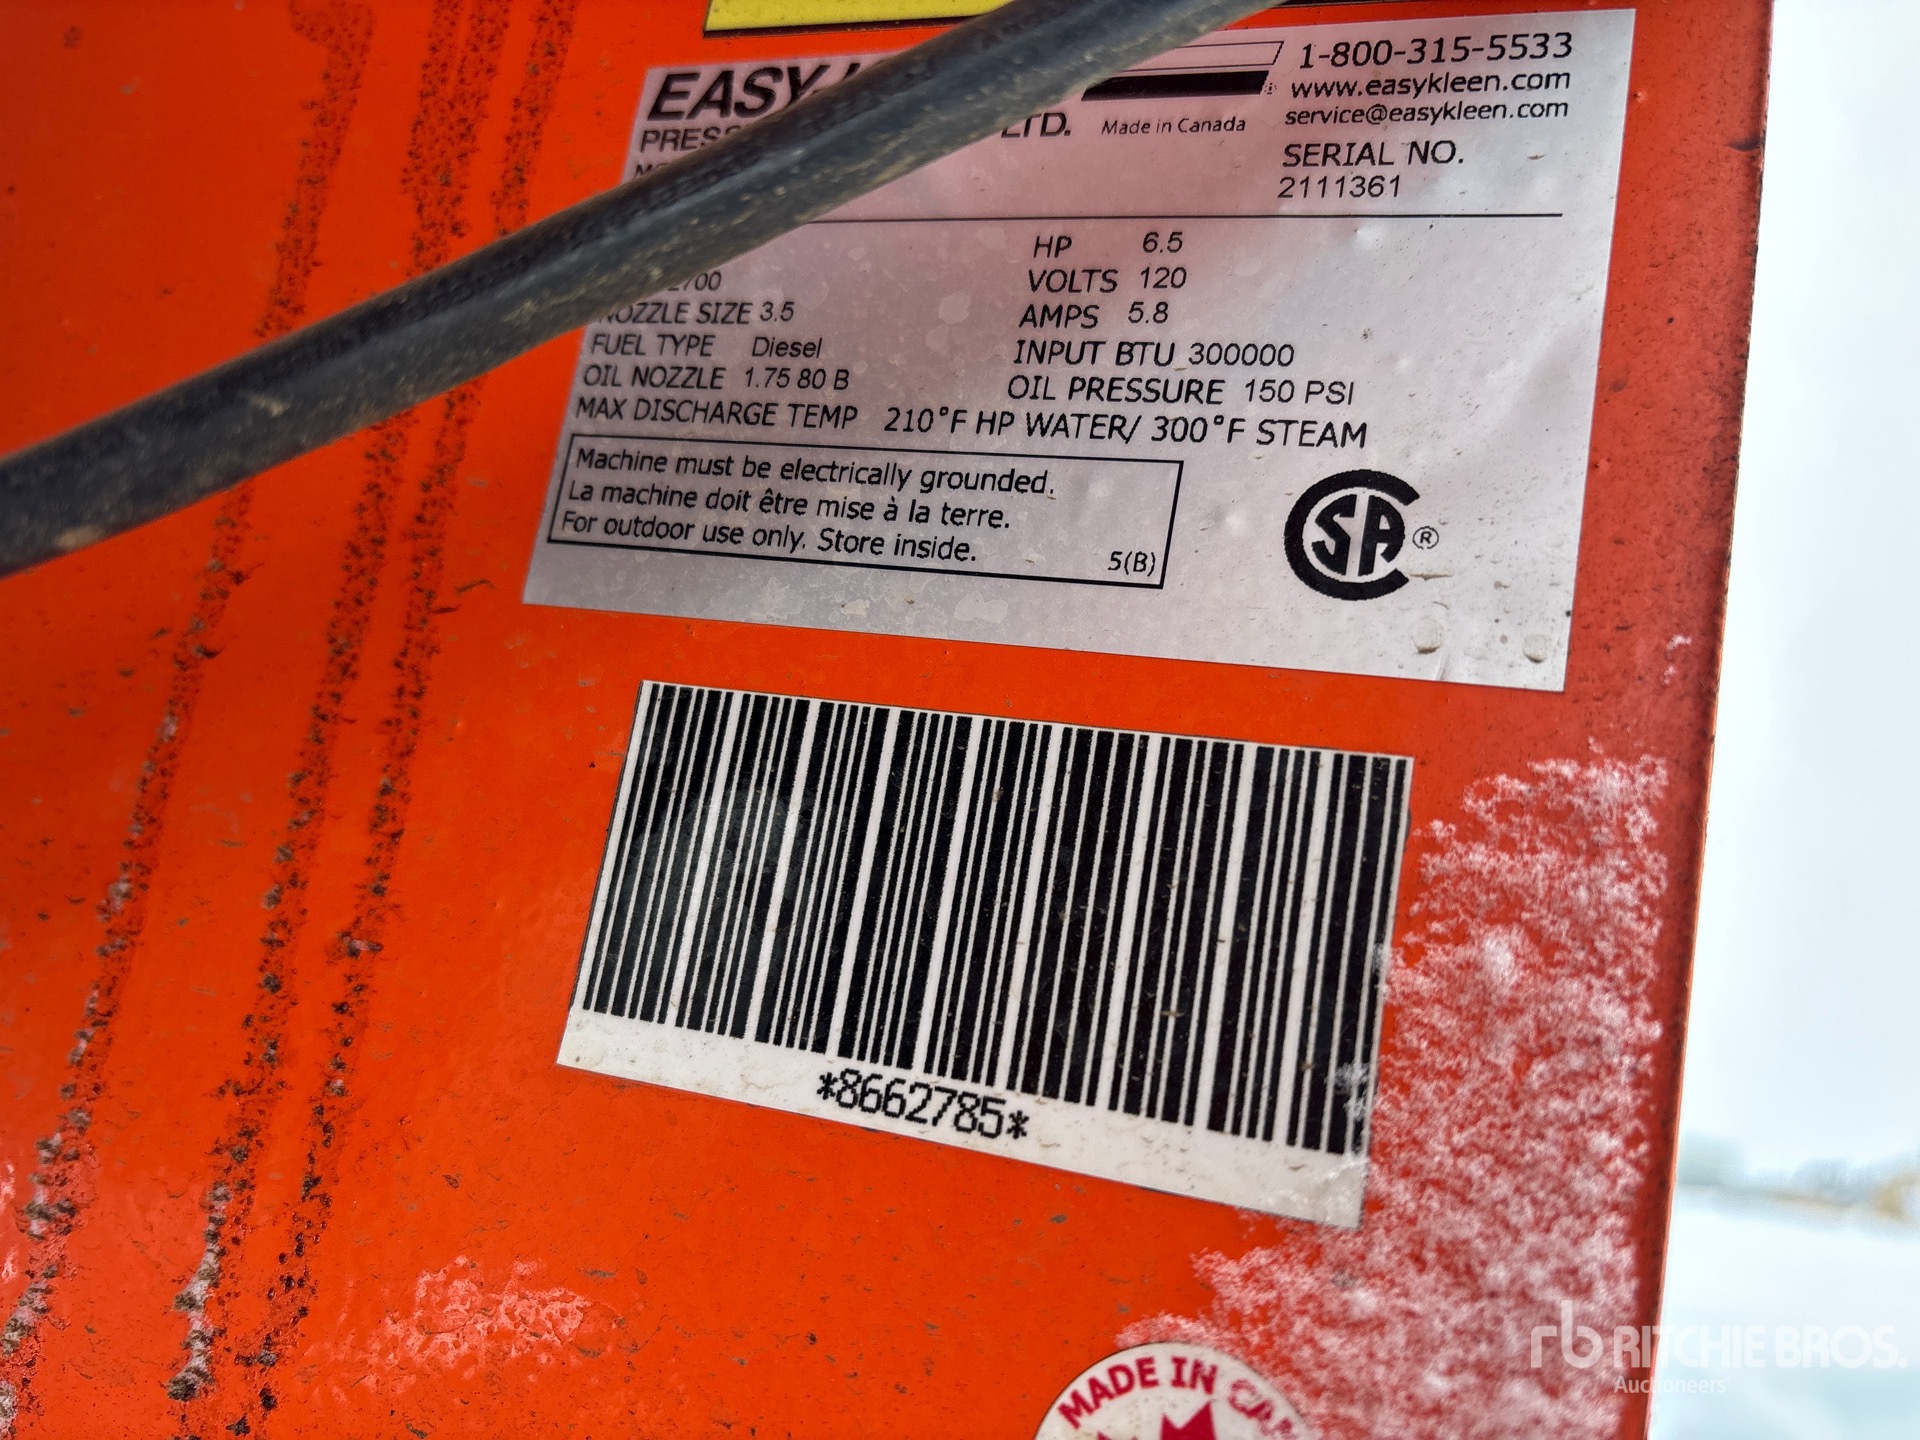 EASY-
1-800-315-5533
www.easykleen.com
service@easykleen.com
LTD. Made in Canada
SERIAL NO.
2111361
HP 6.5
VOLTS 120
NOZZLE SIZE 3.5
AMPS 5.8
FUEL TYPE Diesel
INPUT BTU 300000
OIL NOZZLE 1.75 80 B
OIL PRESSURE 150 PSI
MAX DISCHARGE TEMP 210°F HP WATER/ 300°F STEAM
Machine must be electrically grounded.
La machine doit être mise à la terre.
For outdoor use only. Store inside.
5(B)
SA®
*8662785*
MADE IN CAN
rb RITCHIE BROS.
Auctioneers